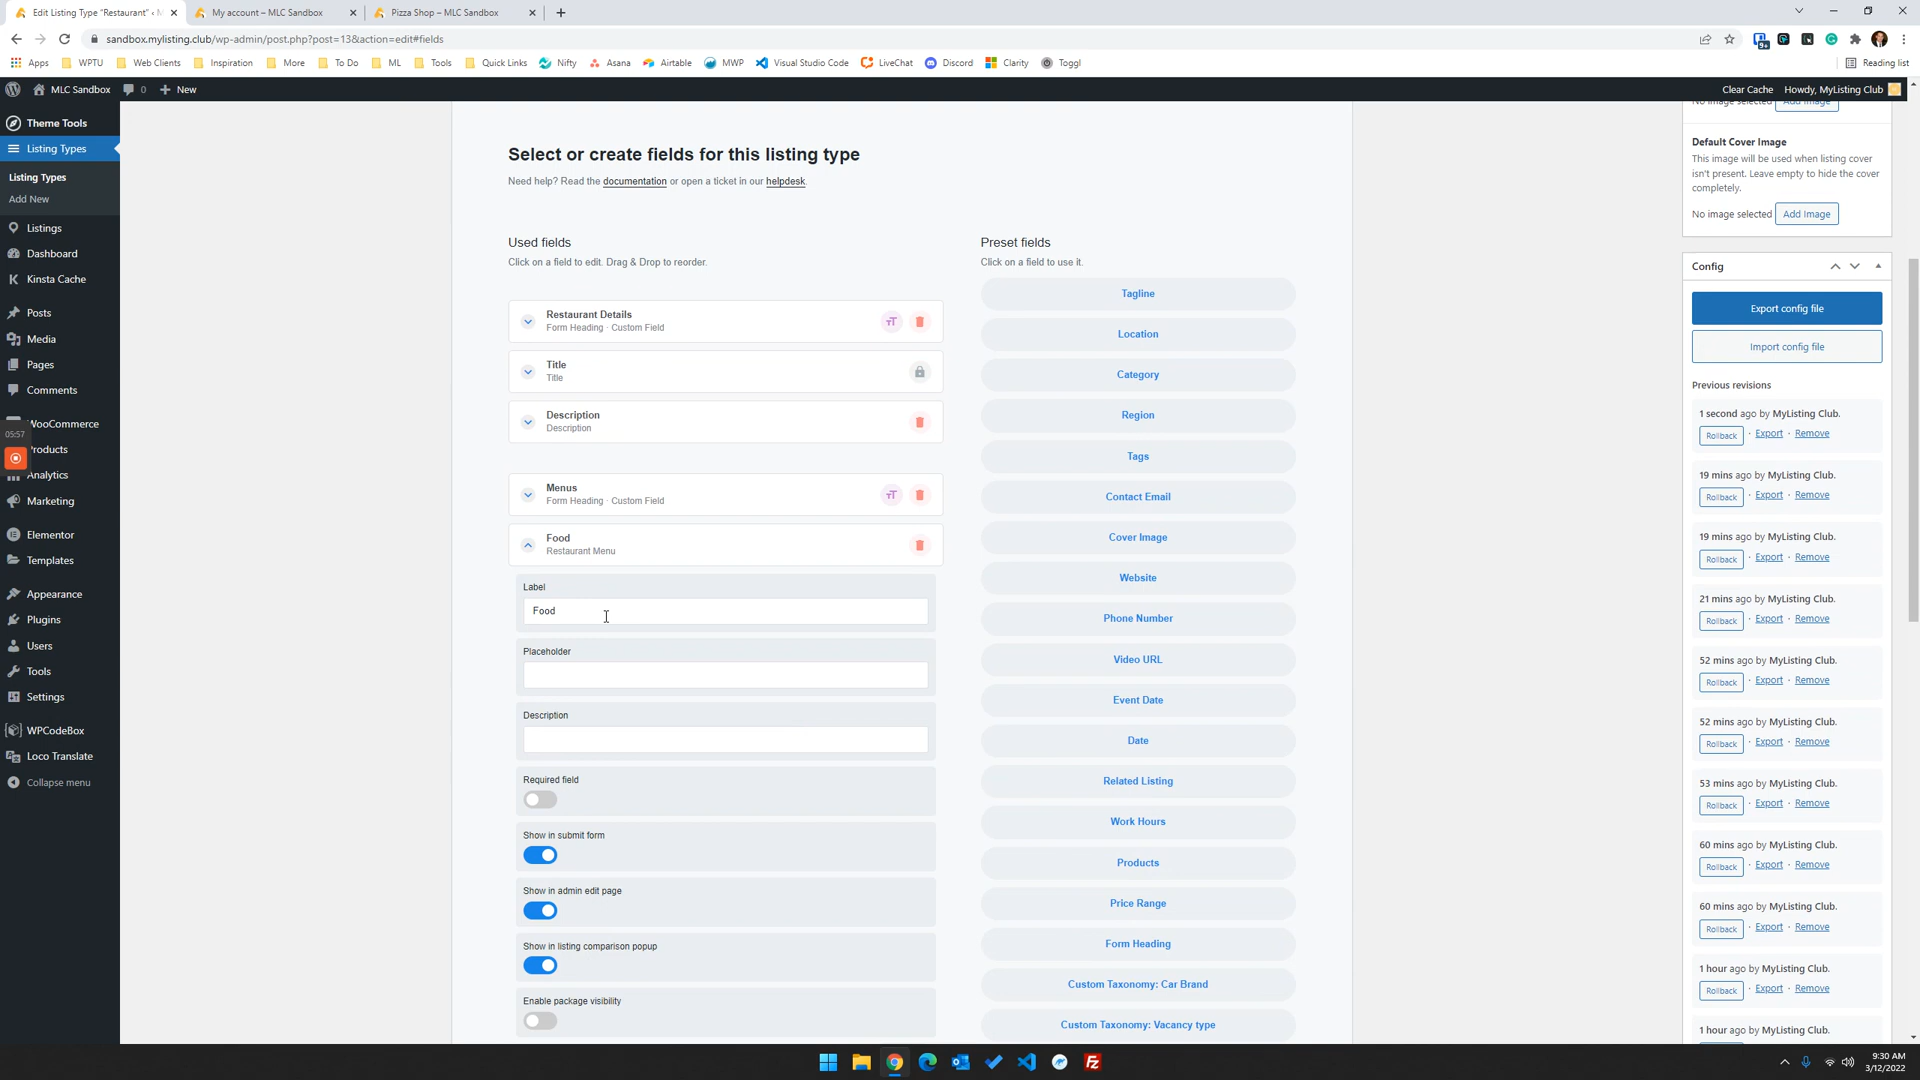 Edit Listing Type "Restaurant" ‹ M
My account – MLC Sandbox
Pizza Shop – MLC Sandbox
sandbox.mylisting.club/wp-admin/post.php?post=13&action=edit#fields
Apps
WPTU
Web Clients
Inspiration
More
To Do
ML
Tools
Quick Links
Nifty
Asana
Airtable
MWP
Visual Studio Code
LiveChat
Discord
Clarity
Toggl
Reading list
MLC Sandbox
0
New
Clear Cache
Howdy, MyListing Club
Theme Tools
Listing Types
Listing Types
Add New
Listings
Dashboard
Kinsta Cache
Posts
Media
Pages
Comments
WooCommerce
05:57
Products
Analytics
Marketing
Elementor
Templates
Appearance
Plugins
Users
Tools
Settings
WPCodeBox
Loco Translate
Collapse menu
Select or create fields for this listing type
Need help? Read the documentation or open a ticket in our helpdesk.
Used fields
Click on a field to edit. Drag & Drop to reorder.
Restaurant Details
Form Heading · Custom Field
Title
Title
Description
Description
Menus
Form Heading · Custom Field
Food
Restaurant Menu
Label
Food
Placeholder
Description
Required field
Show in submit form
Show in admin edit page
Show in listing comparison popup
Enable package visibility
Preset fields
Click on a field to use it.
Tagline
Location
Category
Region
Tags
Contact Email
Cover Image
Website
Phone Number
Video URL
Event Date
Date
Related Listing
Work Hours
Products
Price Range
Form Heading
Custom Taxonomy: Car Brand
Custom Taxonomy: Vacancy type
No image selected Add Image
Default Cover Image
This image will be used when listing cover
isn't present. Leave empty to hide the cover
completely.
No image selected Add Image
Config
Export config file
Import config file
Previous revisions
1 second ago by MyListing Club.
Rollback · Export · Remove
19 mins ago by MyListing Club.
Rollback · Export · Remove
19 mins ago by MyListing Club.
Rollback · Export · Remove
21 mins ago by MyListing Club.
Rollback · Export · Remove
52 mins ago by MyListing Club.
Rollback · Export · Remove
52 mins ago by MyListing Club.
Rollback · Export · Remove
53 mins ago by MyListing Club.
Rollback · Export · Remove
60 mins ago by MyListing Club.
Rollback · Export · Remove
60 mins ago by MyListing Club.
Rollback · Export · Remove
1 hour ago by MyListing Club.
Rollback · Export · Remove
1 hour ago by MyListing Club.
9:30 AM
3/12/2022